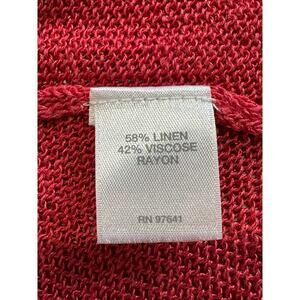 58% LINEN
42% VISCOSE
RAYON
RN 97641